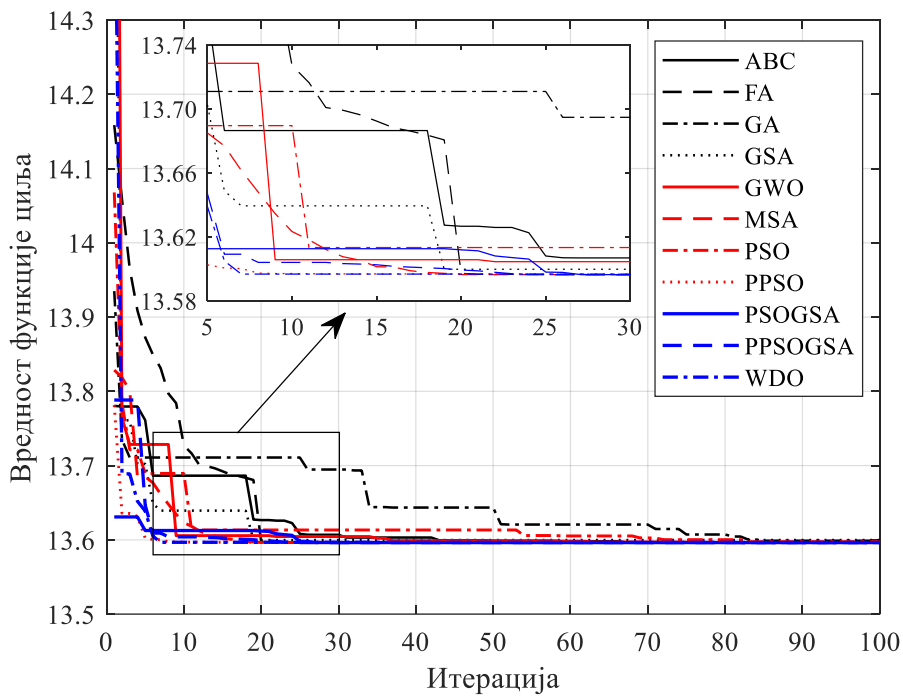 14.3
14.2
14.1
14
13.9
13.8
13.7
13.6
13.5
Вредност функције циља
13.74
13.70
13.66
13.62
13.58
5 10 15 20 25 30
ABC
FA
GA
GSA
GWO
MSA
PSO
PPSO
PSOGSA
PPSOGSA
WDO
0 10 20 30 40 50 60 70 80 90 100
Итерација